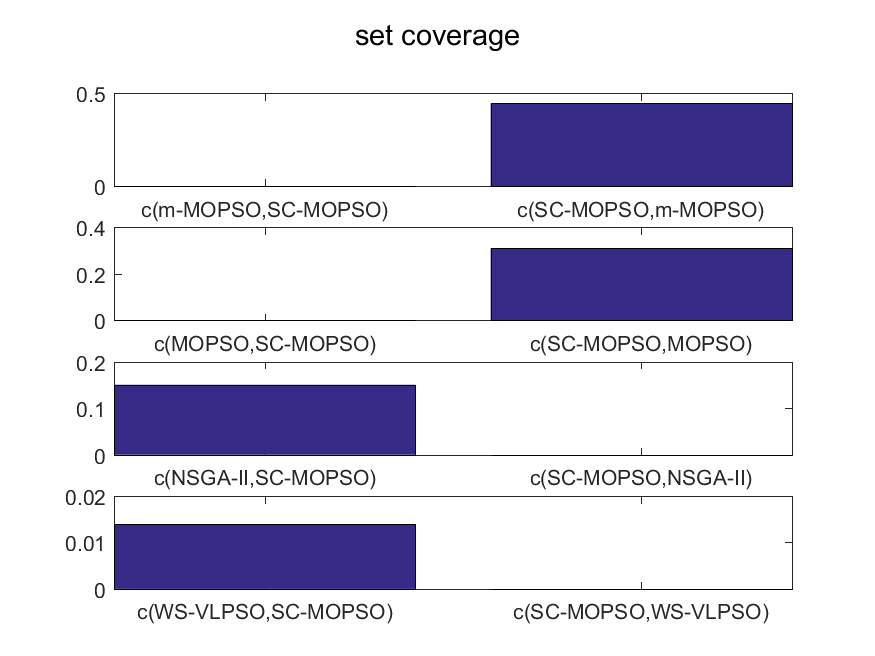 set coverage
0.5
0
c(m-MOPSO,SC-MOPSO) c(SC-MOPSO,m-MOPSO)
0.4
0.2
0
c(MOPSO,SC-MOPSO) c(SC-MOPSO,MOPSO)
0.2
0.1
0
c(NSGA-II,SC-MOPSO) c(SC-MOPSO,NSGA-II)
0.02
0.01
0
c(WS-VLPSO,SC-MOPSO) c(SC-MOPSO,WS-VLPSO)